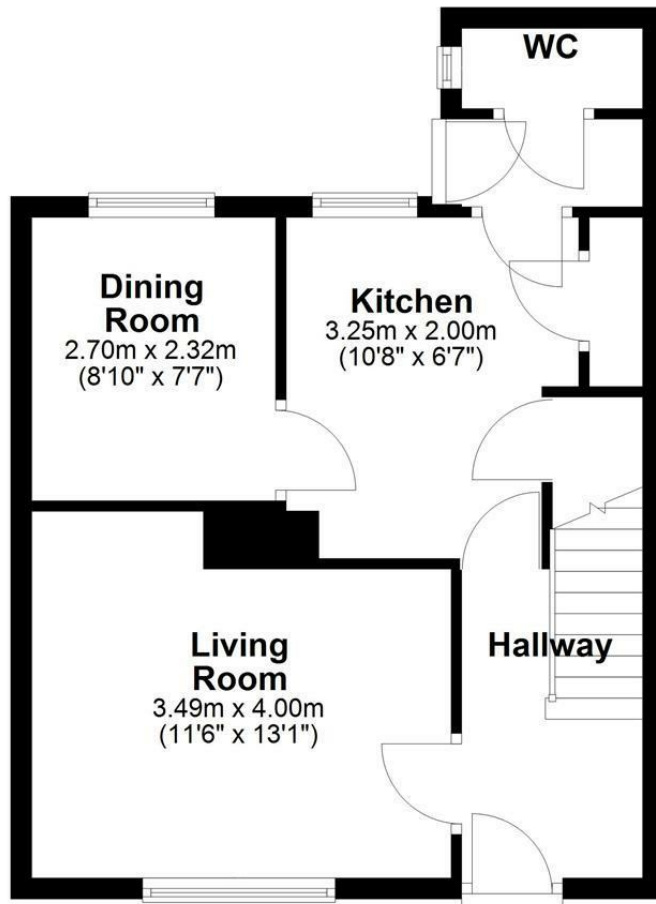 WC
Dining
Room
2.70m x 2.32m
(8'10" x 7'7")
Kitchen
3.25m x 2.00m
(10'8" x 6'7")
Living
Room
3.49m x 4.00m
(11'6" x 13'1")
Hallway